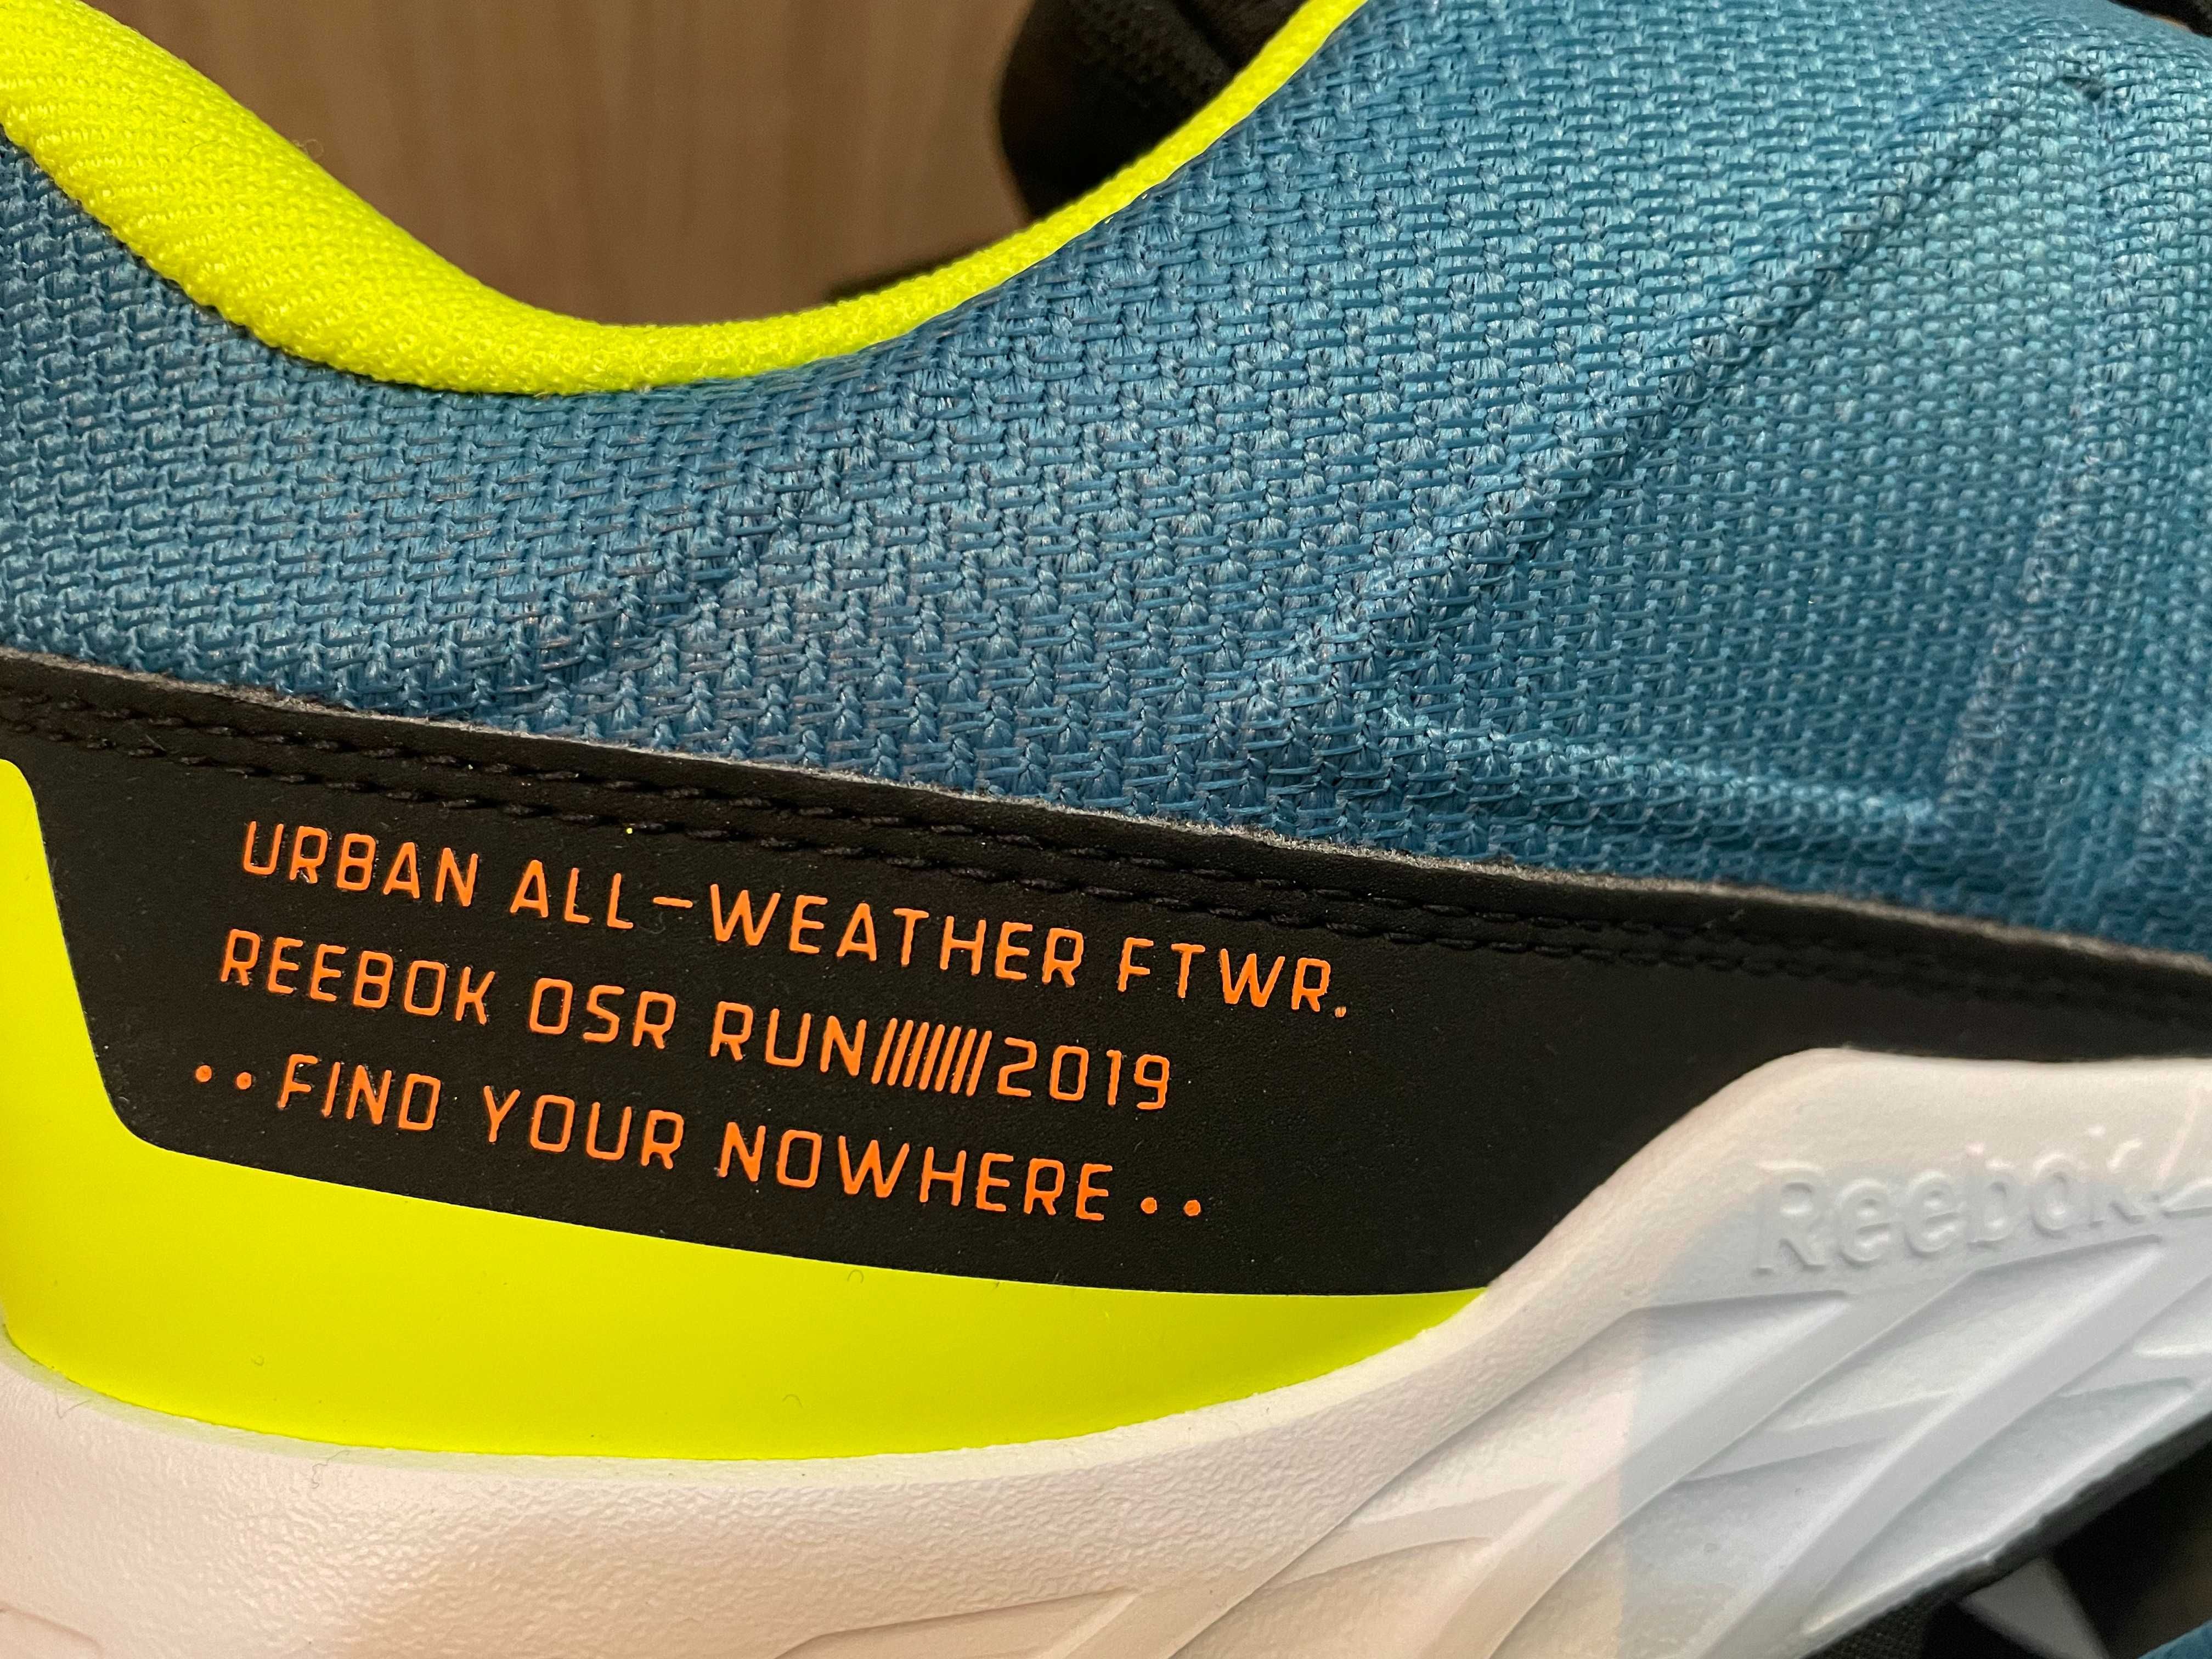 URBAN ALL-WEATHER FTWR.
REEBOK OSR RUN////////2019
•• FIND YOUR NOWHERE ••
Reebok